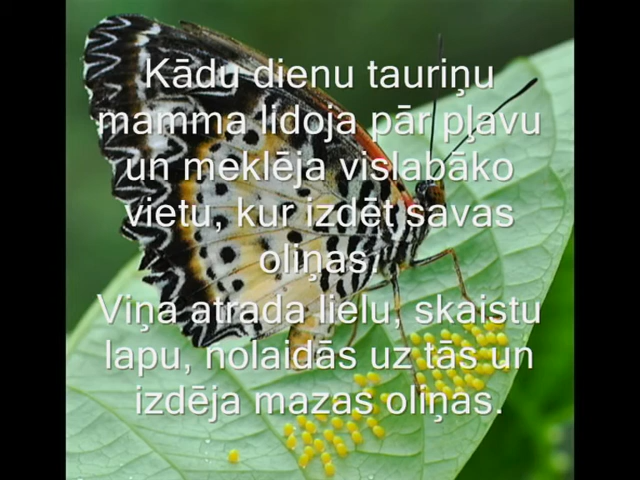 Kādu dienu tauriņu
mamma lidoja pār pļavu
un meklēja vislabāko
vietu, kur izdēt savas
oliņas.
Viņa atrada lielu, skaistu
lapu, nolaidās uz tās un
izdēja mazas oliņas.